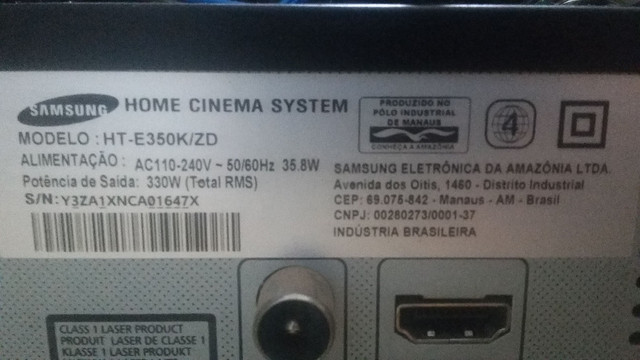 SAMSUNG HOME CINEMA SYSTEM
MODELO : HT-E350K/ZD
ALIMENTAÇÃO : AC110-240V ~ 50/60Hz 35.8W
Potência de Saída: 330W (Total RMS)
S/N: Y3ZA1XNCA01647X
PRODUZIDO NO
PÓLO INDUSTRIAL
DE MANAUS
CONHEÇA A AMAZÔNIA
4
SAMSUNG ELETRÔNICA DA AMAZÔNIA LTDA.
Avenida dos Oitis, 1460 - Distrito Industrial
CEP: 69.075-842 - Manaus - AM - Brasil
CNPJ: 00280273/0001-37
INDÚSTRIA BRASILEIRA
CLASS 1 LASER PRODUCT
PRODUIT LASER DE CLASSE 1
KLASSE 1 LASER PRODUKT